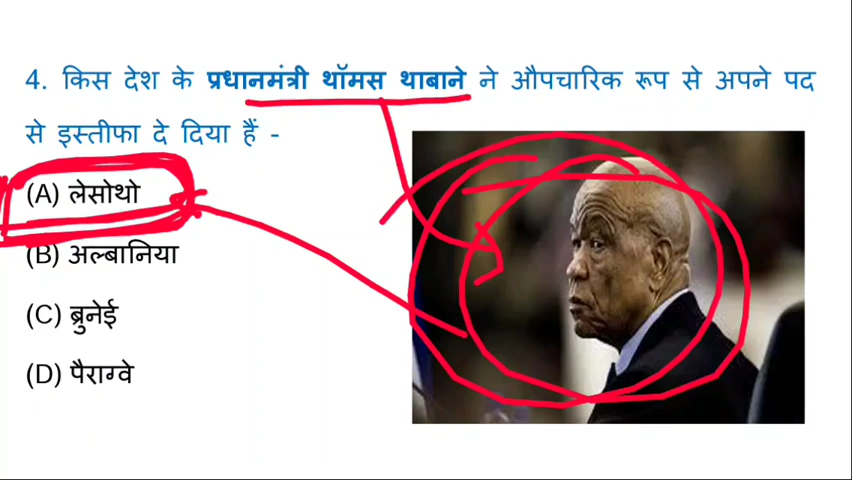 4. किस देश के प्रधानमंत्री थॉमस थाबाने ने औपचारिक रूप से अपने पद
से इस्तीफा दे दिया हैं -
(A) लेसोथो
(B) अल्बानिया
(C) ब्रुनेई
(D) पैराग्वे